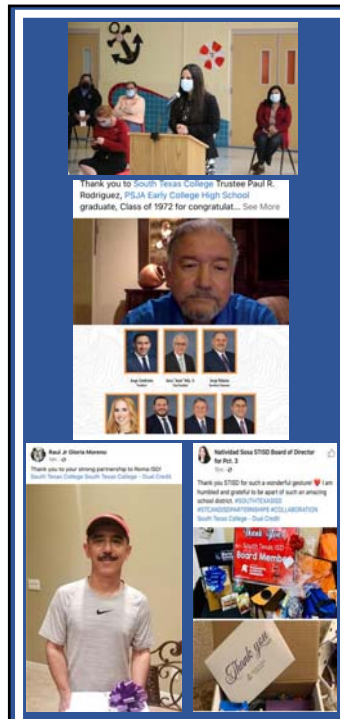 Thank you to South Texas College Trustee Paul R.
Rodriguez, PSJA Early College High School
graduate, Class of 1972 for congratulat... See More
Raul Jr Gloria Moreno
Thank you to your strong partnership to Roma ISD!
South Texas College South Texas College - Dual Credit
Natividad Sosa STISD Board of Director
for Pct. 3
Thank you STISD for such a wonderful gesture! ❤️ I am
humbled and grateful to be apart of such an amazing
school district. #SOUTHTEXASISD
#STCANDISDPARTNERSHIPS #COLLABORATION
South Texas College - Dual Credit
South Texas ISD
Board Member
Thank you